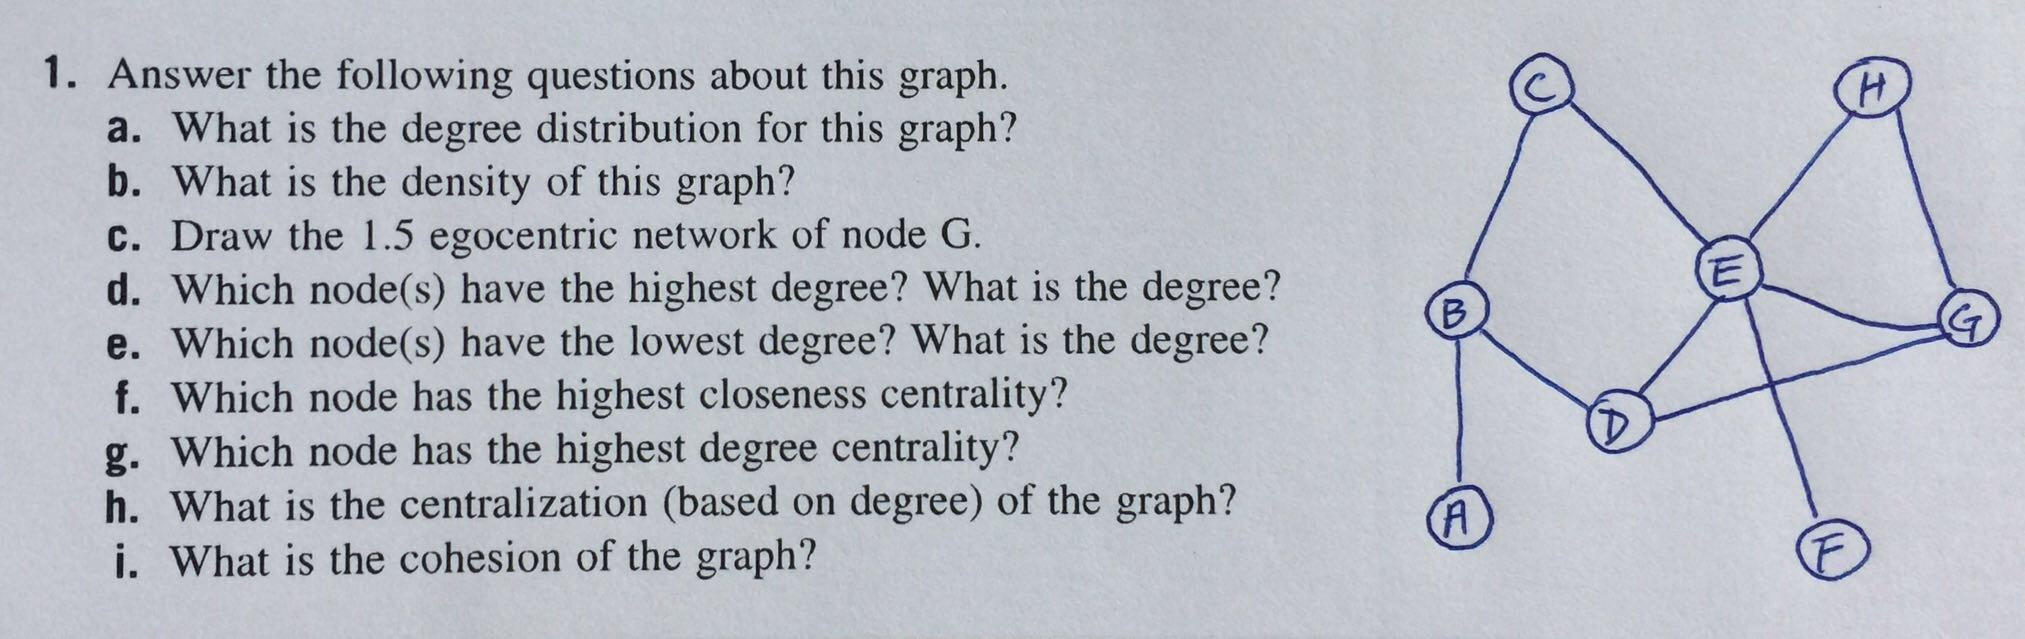 1. Answer the following questions about this graph.
a. What is the degree distribution for this graph?
b. What is the density of this graph?
c. Draw the 1.5 egocentric network of node G.
d. Which node(s) have the highest degree? What is the degree?
e. Which node(s) have the lowest degree? What is the degree?
f. Which node has the highest closeness centrality?
g. Which node has the highest degree centrality?
h. What is the centralization (based on degree) of the graph?
i. What is the cohesion of the graph?
C
H
E
B
G
D
A
F